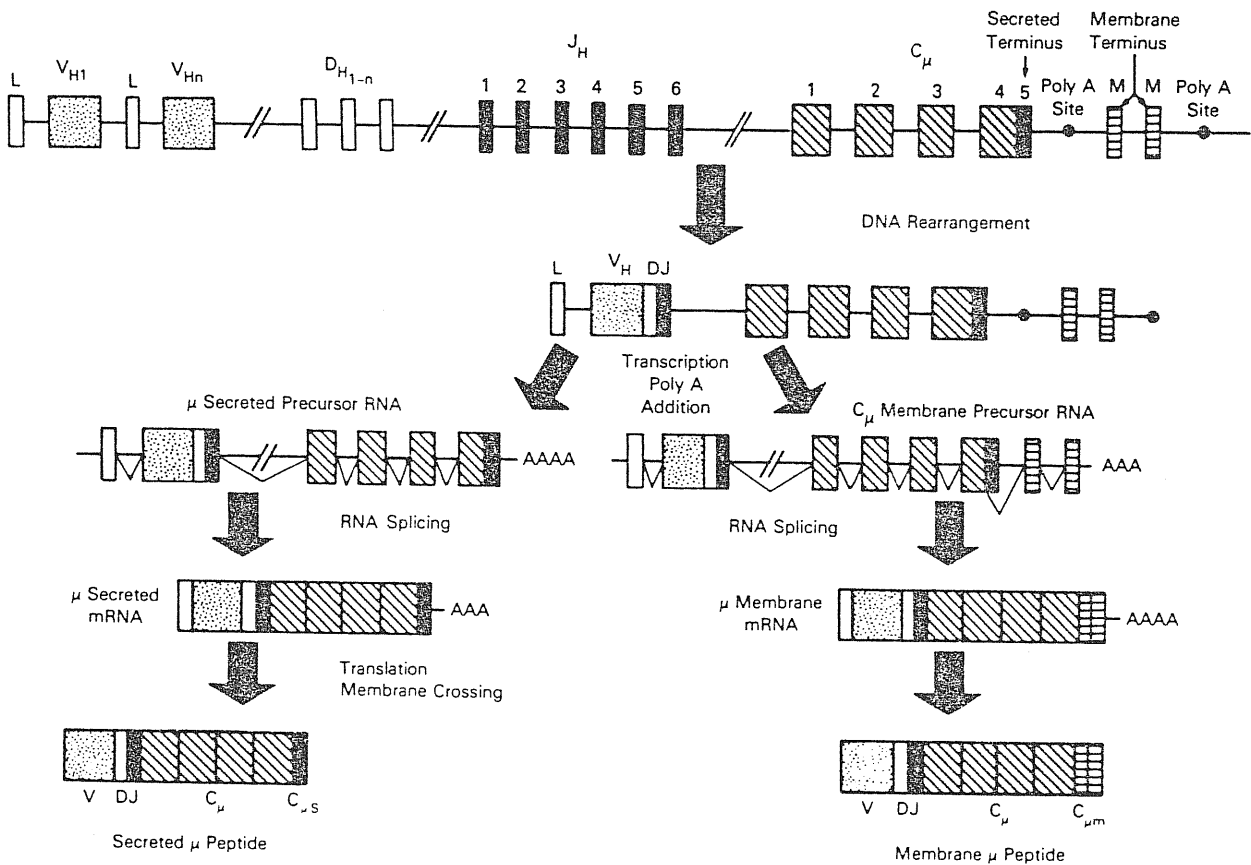 Secreted Terminus
Membrane Terminus
L
V_H1
L
V_Hn
D_H1-n
J_H
1 2 3 4 5 6
C_μ
1 2 3 4 5
Poly A Site
M M
Poly A Site
DNA Rearrangement
L
V_H
DJ
Transcription
Poly A
Addition
μ Secreted Precursor RNA
C_μ Membrane Precursor RNA
AAAA
AAA
RNA Splicing
RNA Splicing
μ Secreted
mRNA
AAA
μ Membrane
mRNA
AAAA
Translation
Membrane Crossing
V DJ C_μ C_μS
Secreted μ Peptide
V DJ C_μ C_μm
Membrane μ Peptide